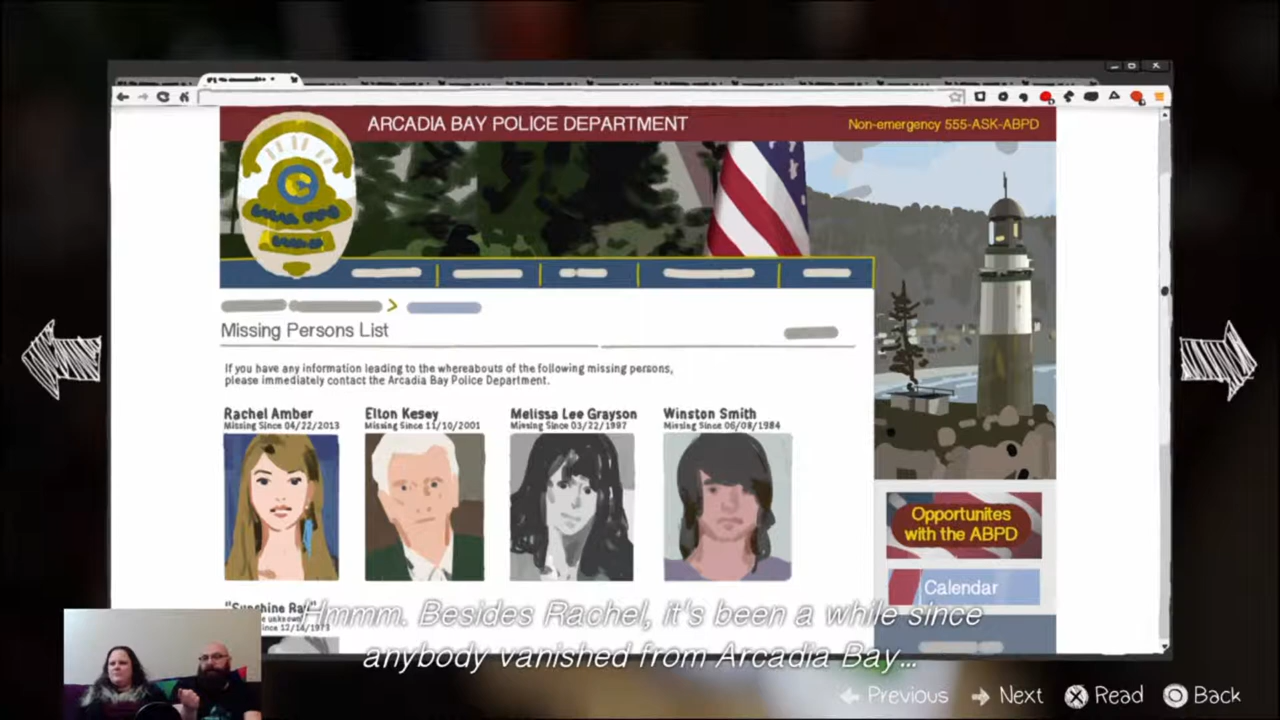 ARCADIA BAY POLICE DEPARTMENT
Non-emergency 555-ASK-ABPD
Missing Persons List
If you have any information leading to the whereabouts of the following missing persons,
please immediately contact the Arcadia Bay Police Department.
Rachel Amber
Missing Since 04/22/2013
Elton Kesey
Missing Since 11/10/2001
Melissa Lee Grayson
Missing Since 03/22/1997
Winston Smith
Missing Since 06/08/1984
Opportunites
with the ABPD
Calendar
"Sunshine Ray"
Hmmm. Besides Rachel, it's been a while since
anybody vanished from Arcadia Bay...
Previous
Next
Read
Back